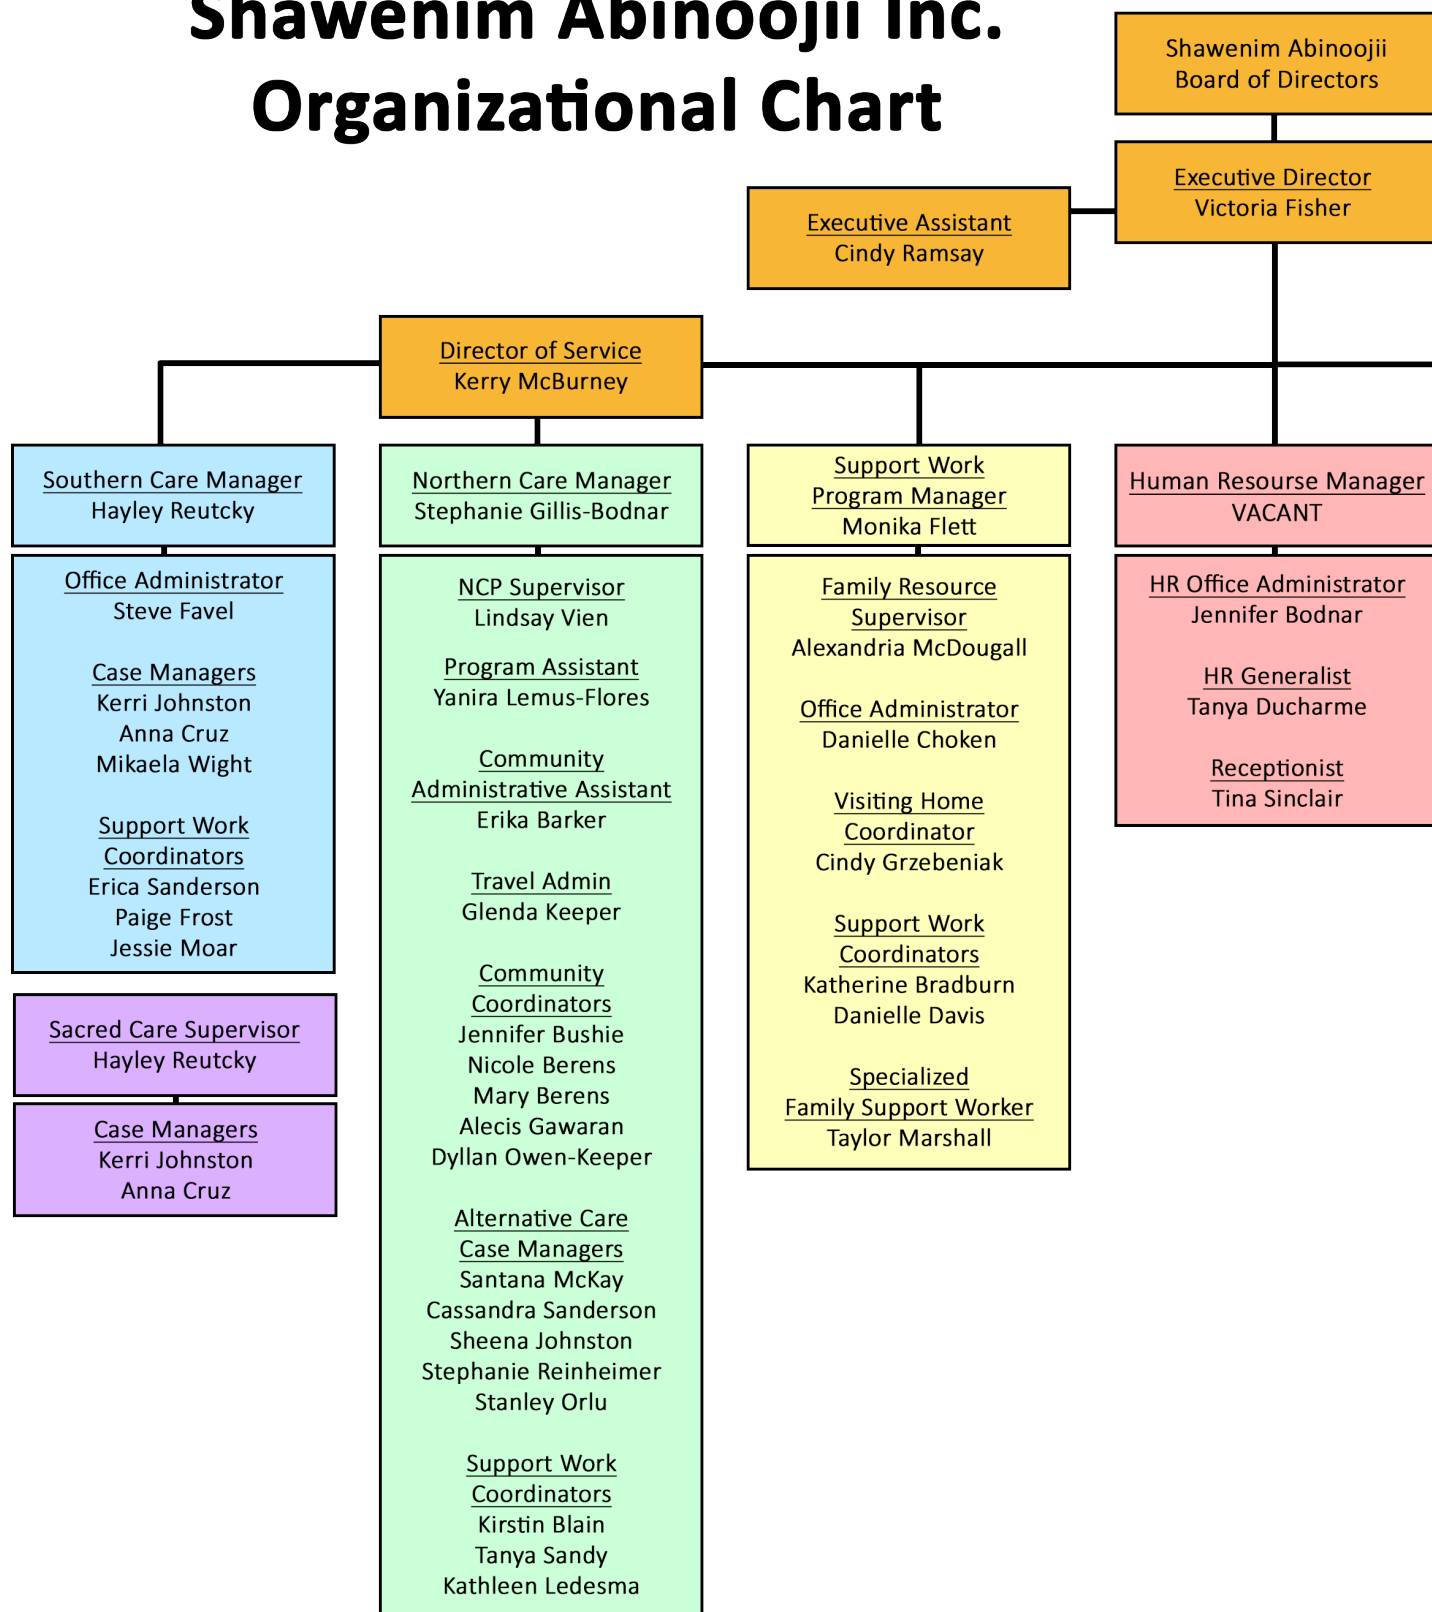 Shawenim Abinoojii Inc.
Organizational Chart
Shawenim Abinoojii
Board of Directors
Executive Director
Victoria Fisher
Executive Assistant
Cindy Ramsay
Director of Service
Kerry McBurney
Southern Care Manager
Hayley Reutcky
Office Administrator
Steve Favel
Case Managers
Kerri Johnston
Anna Cruz
Mikaela Wight
Support Work
Coordinators
Erica Sanderson
Paige Frost
Jessie Moar
Sacred Care Supervisor
Hayley Reutcky
Case Managers
Kerri Johnston
Anna Cruz
Northern Care Manager
Stephanie Gillis-Bodnar
NCP Supervisor
Lindsay Vien
Program Assistant
Yanira Lemus-Flores
Community
Administrative Assistant
Erika Barker
Travel Admin
Glenda Keeper
Community
Coordinators
Jennifer Bushie
Nicole Berens
Mary Berens
Alecis Gawaran
Dyllan Owen-Keeper
Alternative Care
Case Managers
Santana McKay
Cassandra Sanderson
Sheena Johnston
Stephanie Reinheimer
Stanley Orlu
Support Work
Coordinators
Kirstin Blain
Tanya Sandy
Kathleen Ledesma
Support Work
Program Manager
Monika Flett
Family Resource
Supervisor
Alexandria McDougall
Office Administrator
Danielle Choken
Visiting Home
Coordinator
Cindy Grzebeniak
Support Work
Coordinators
Katherine Bradburn
Danielle Davis
Specialized
Family Support Worker
Taylor Marshall
Human Resourse Manager
VACANT
HR Office Administrator
Jennifer Bodnar
HR Generalist
Tanya Ducharme
Receptionist
Tina Sinclair